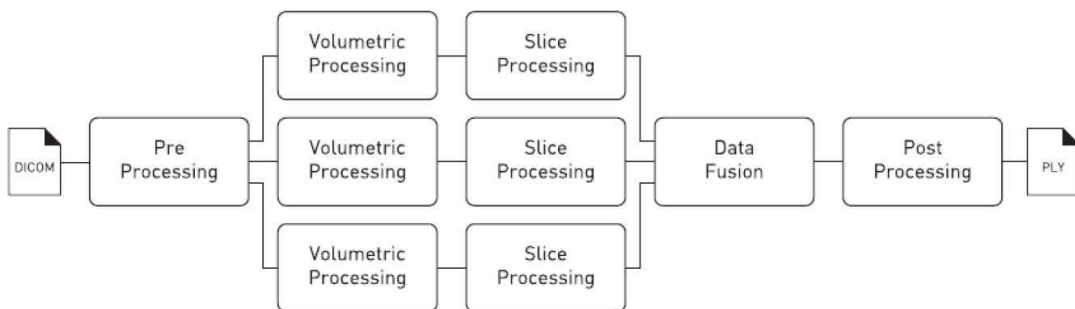 Volumetric
Processing
Slice
Processing
DICOM
Pre
Processing
Volumetric
Processing
Slice
Processing
Data
Fusion
Post
Processing
PLY
Volumetric
Processing
Slice
Processing